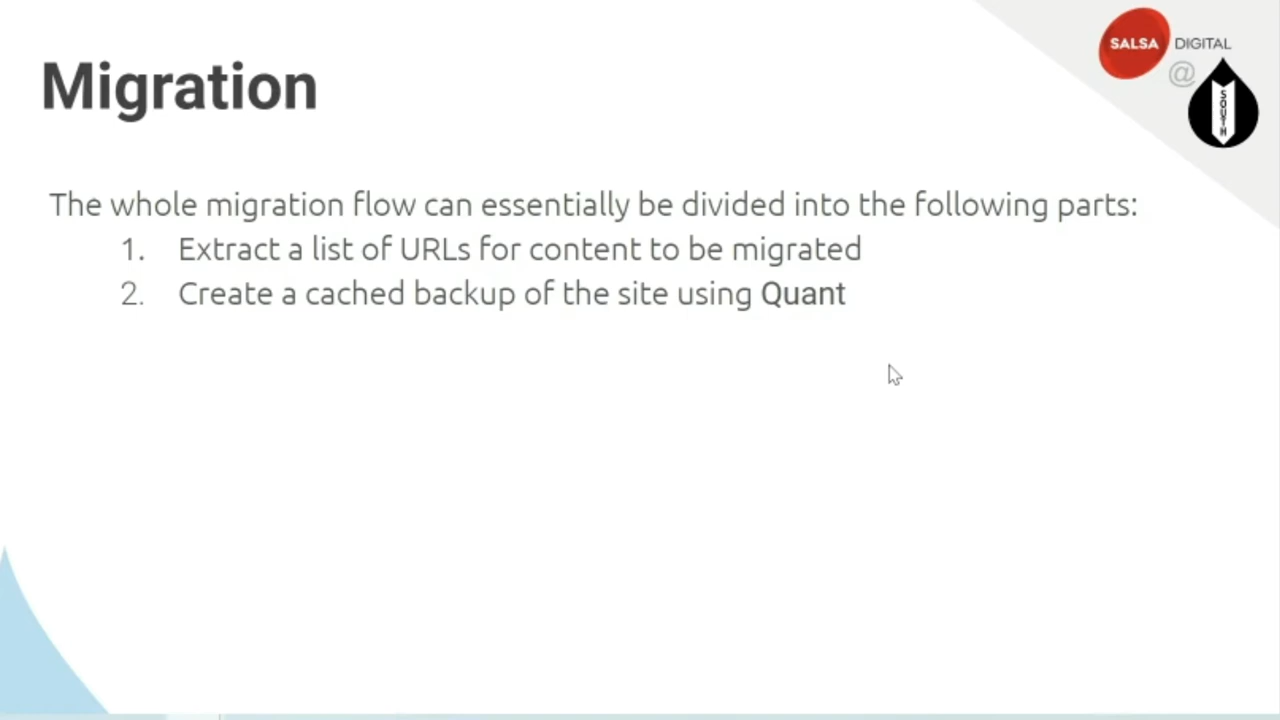 SALSA DIGITAL
@
SOUTH
Migration
The whole migration flow can essentially be divided into the following parts:
1. Extract a list of URLs for content to be migrated
2. Create a cached backup of the site using Quant